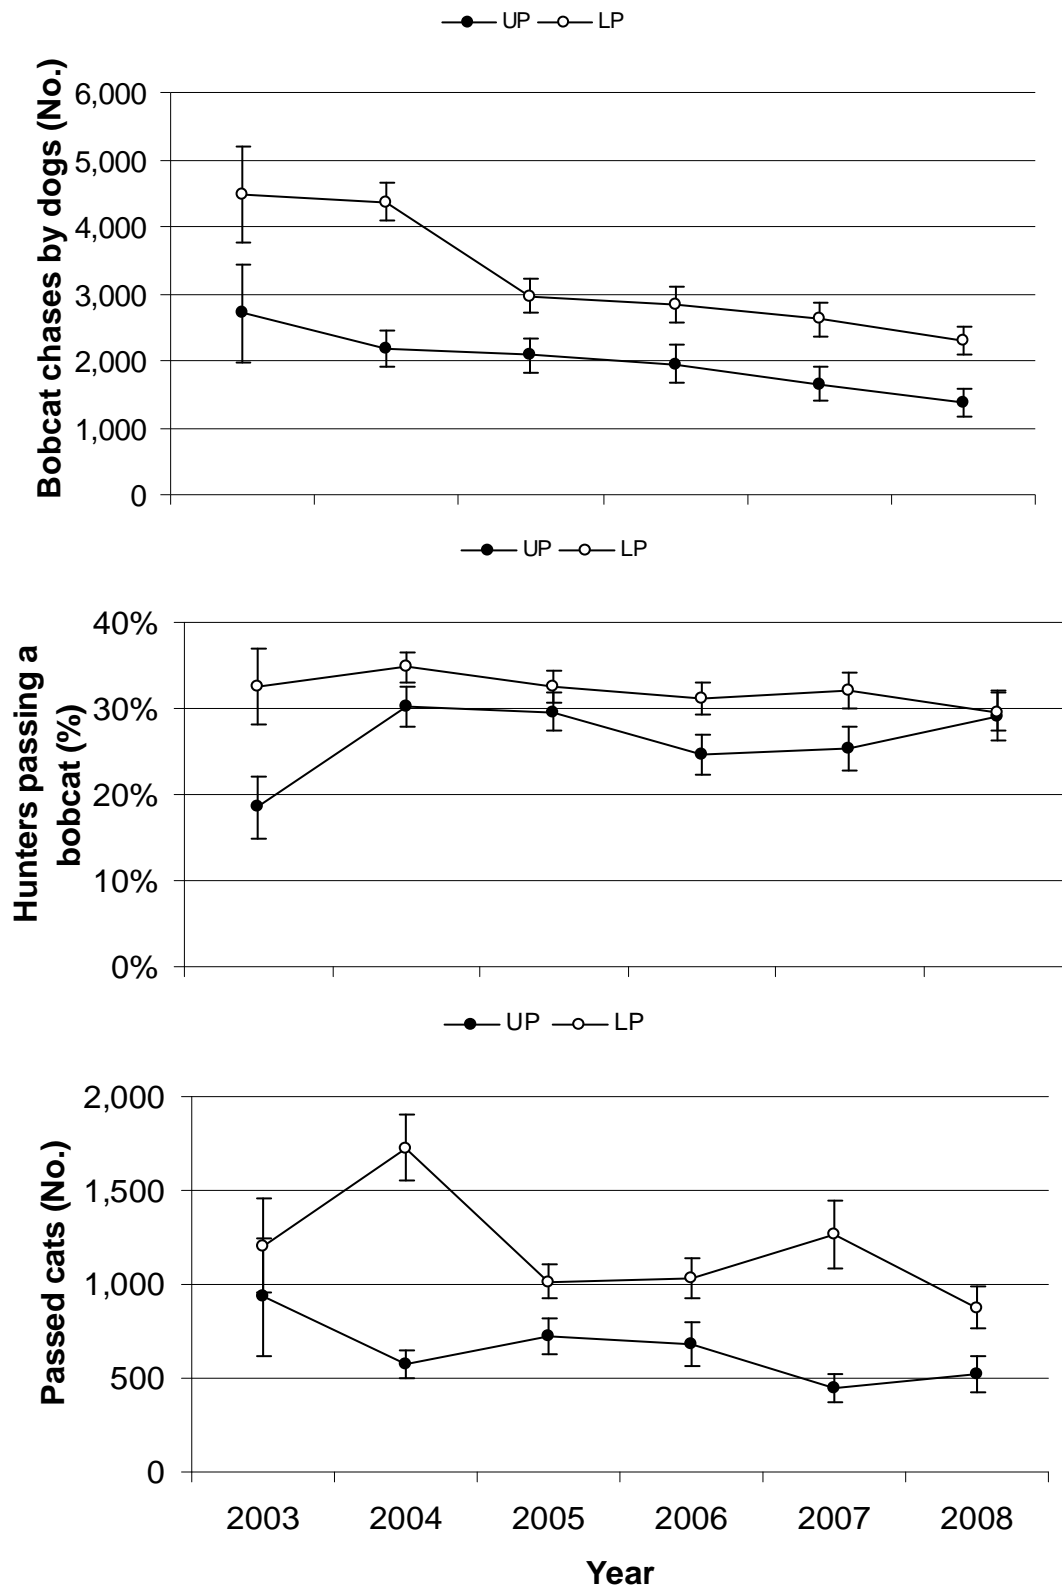 UP LP
Bobcat chases by dogs (No.)
6,000
5,000
4,000
3,000
2,000
1,000
0
UP LP
Hunters passing a
bobcat (%)
40%
30%
20%
10%
0%
UP LP
Passed cats (No.)
2,000
1,500
1,000
500
0
2003 2004 2005 2006 2007 2008
Year